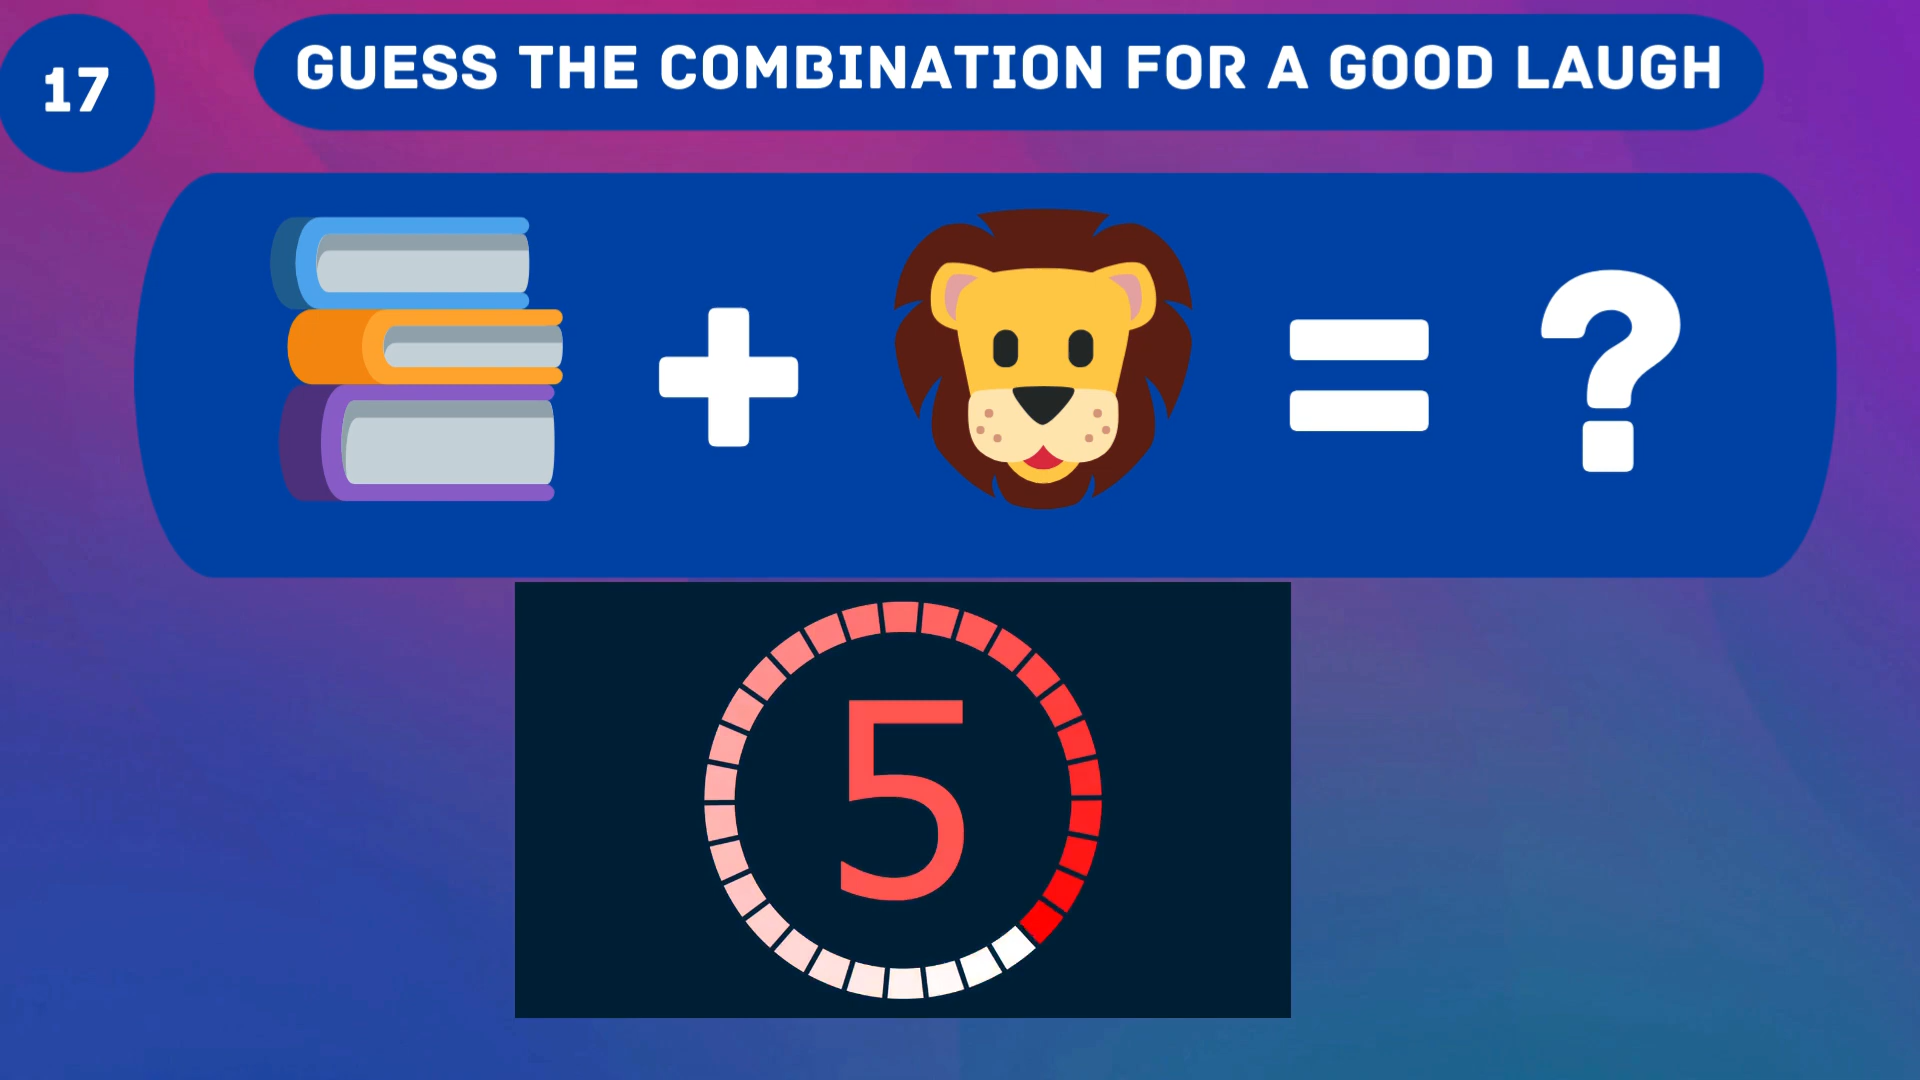 17
GUESS THE COMBINATION FOR A GOOD LAUGH
+ = ?
5